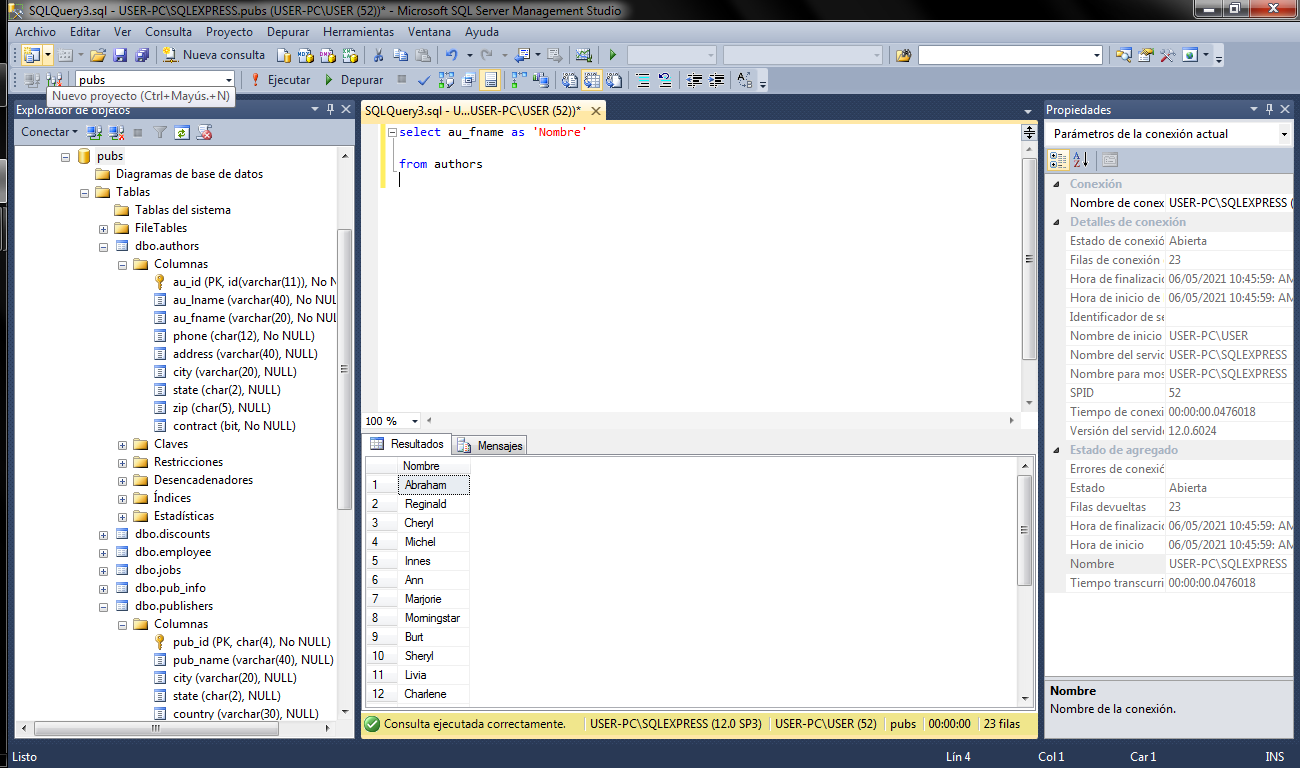 SQLQuery3.sql - USER-PC\SQLEXPRESS.pubs (USER-PC\USER (52))* - Microsoft SQL Server Management Studio
Archivo Editar Ver Consulta Proyecto Depurar Herramientas Ventana Ayuda
Nueva consulta
pubs Ejecutar Depurar
Nuevo proyecto (Ctrl+Mayús.+N)
Explorador de objetos
Conectar
pubs
Diagramas de base de datos
Tablas
Tablas del sistema
FileTables
dbo.authors
Columnas
au_id (PK, id(varchar(11)), No N
au_lname (varchar(40), No NUL
au_fname (varchar(20), No NUL
phone (char(12), No NULL)
address (varchar(40), NULL)
city (varchar(20), NULL)
state (char(2), NULL)
zip (char(5), NULL)
contract (bit, No NULL)
Claves
Restricciones
Desencadenadores
Índices
Estadísticas
dbo.discounts
dbo.employee
dbo.jobs
dbo.pub_info
dbo.publishers
Columnas
pub_id (PK, char(4), No NULL)
pub_name (varchar(40), NULL)
city (varchar(20), NULL)
state (char(2), NULL)
country (varchar(30), NULL)
SQLQuery3.sql - U...USER-PC\USER (52))*
select au_fname as 'Nombre'
from authors
100 %
Resultados Mensajes
Nombre
1 Abraham
2 Reginald
3 Cheryl
4 Michel
5 Innes
6 Ann
7 Marjorie
8 Morningstar
9 Burt
10 Sheryl
11 Livia
12 Charlene
Consulta ejecutada correctamente. USER-PC\SQLEXPRESS (12.0 SP3) USER-PC\USER (52) pubs 00:00:00 23 filas
Propiedades
Parámetros de la conexión actual
Conexión
Nombre de conex USER-PC\SQLEXPRESS (
Detalles de conexión
Estado de conexió Abierta
Filas de conexión 23
Hora de finalizació 06/05/2021 10:45:59: AM
Hora de inicio de 06/05/2021 10:45:59: AM
Identificador de se
Nombre de inicio USER-PC\USER
Nombre del servid USER-PC\SQLEXPRESS
Nombre para mos USER-PC\SQLEXPRESS
SPID 52
Tiempo de conexi 00:00:00.0476018
Versión del servid 12.0.6024
Estado de agregado
Errores de conexió
Estado Abierta
Filas devueltas 23
Hora de finalizació 06/05/2021 10:45:59: AM
Hora de inicio 06/05/2021 10:45:59: AM
Nombre USER-PC\SQLEXPRESS
Tiempo transcurri 00:00:00.0476018
Nombre
Nombre de la conexión.
Listo Lín 4 Col 1 Car 1 INS